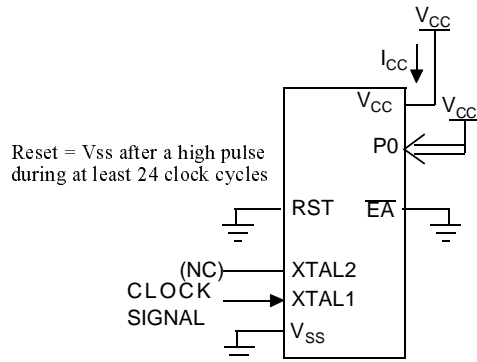 VCC
ICC
VCC
VCC
P0
Reset = Vss after a high pulse
during at least 24 clock cycles
RST
EA
(NC)
XTAL2
CLOCK
XTAL1
SIGNAL
VSS